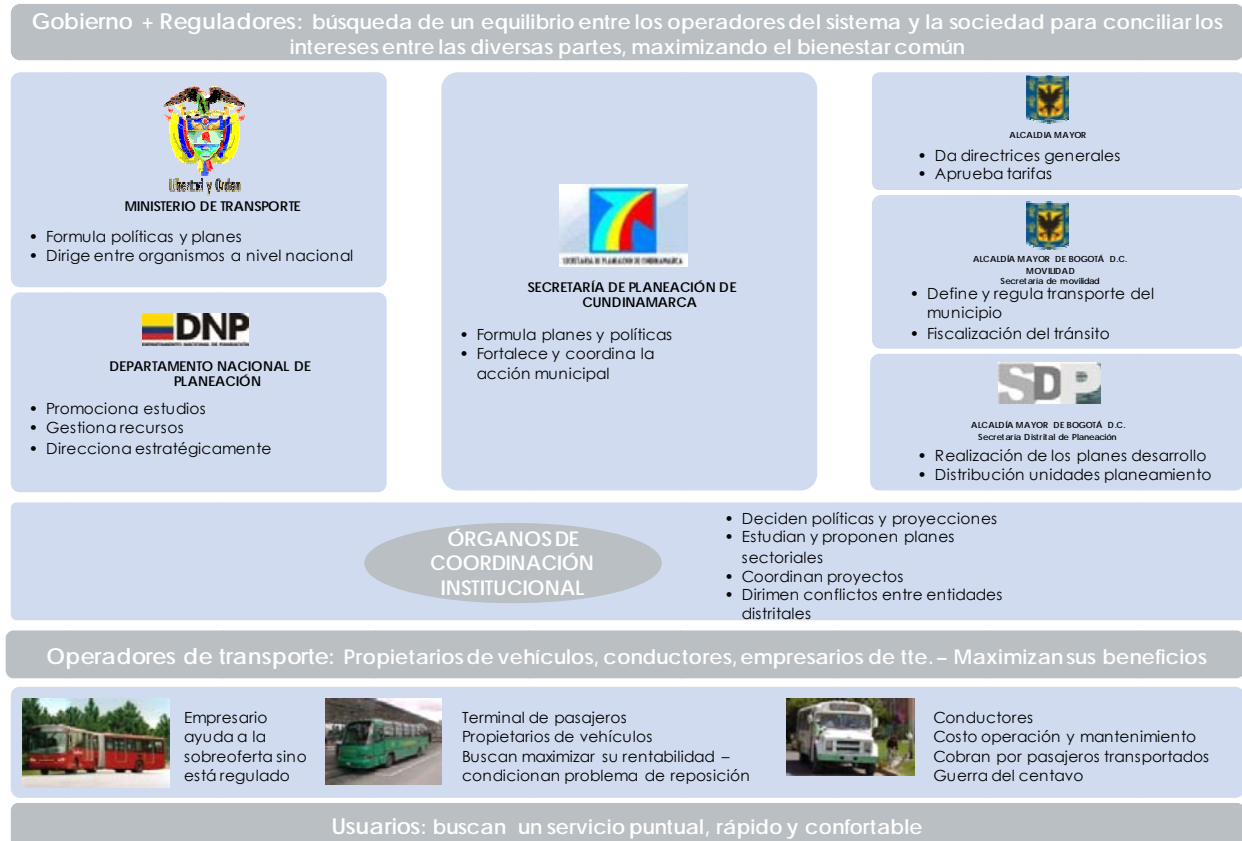 Gobierno + Reguladores: búsqueda de un equilibrio entre los operadores del sistema y la sociedad para conciliar los
intereses entre las diversas partes, maximizando el bienestar común
Libertad y Orden
MINISTERIO DE TRANSPORTE
• Formula políticas y planes
• Dirige entre organismos a nivel nacional
DNP
DEPARTAMENTO NACIONAL DE PLANEACIÓN
DEPARTAMENTO NACIONAL DE
PLANEACIÓN
• Promociona estudios
• Gestiona recursos
• Direcciona estratégicamente
SECRETARÍA DE PLANEACIÓN DE CUNDINAMARCA
SECRETARÍA DE PLANEACIÓN DE
CUNDINAMARCA
• Formula planes y políticas
• Fortalece y coordina la
acción municipal
ALCALDIA MAYOR
• Da directrices generales
• Aprueba tarifas
ALCALDÍA MAYOR DE BOGOTÁ D.C.
MOVILIDAD
Secretaria de movilidad
• Define y regula transporte del
municipio
• Fiscalización del tránsito
SDP
ALCALDÍA MAYOR DE BOGOTÁ D.C.
Secretaria Distrital de Planeación
• Realización de los planes desarrollo
• Distribución unidades planeamiento
ÓRGANOS DE
COORDINACIÓN
INSTITUCIONAL
• Deciden políticas y proyecciones
• Estudian y proponen planes
sectoriales
• Coordinan proyectos
• Dirimen conflictos entre entidades
distritales
Operadores de transporte: Propietarios de vehículos, conductores, empresarios de tte. – Maximizan sus beneficios
Empresario
ayuda a la
sobreoferta sino
está regulado
Terminal de pasajeros
Propietarios de vehículos
Buscan maximizar su rentabilidad –
condicionan problema de reposición
Conductores
Costo operación y mantenimiento
Cobran por pasajeros transportados
Guerra del centavo
Usuarios: buscan un servicio puntual, rápido y confortable